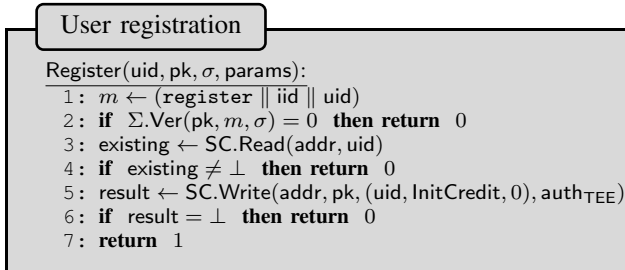 User registration
Register(uid, pk, σ, params):
1: m ← (register ∥ iid ∥ uid)
2: if Σ.Ver(pk, m, σ) = 0 then return 0
3: existing ← SC.Read(addr, uid)
4: if existing ≠ ⊥ then return 0
5: result ← SC.Write(addr, pk, (uid, InitCredit, 0), auth_TEE)
6: if result = ⊥ then return 0
7: return 1